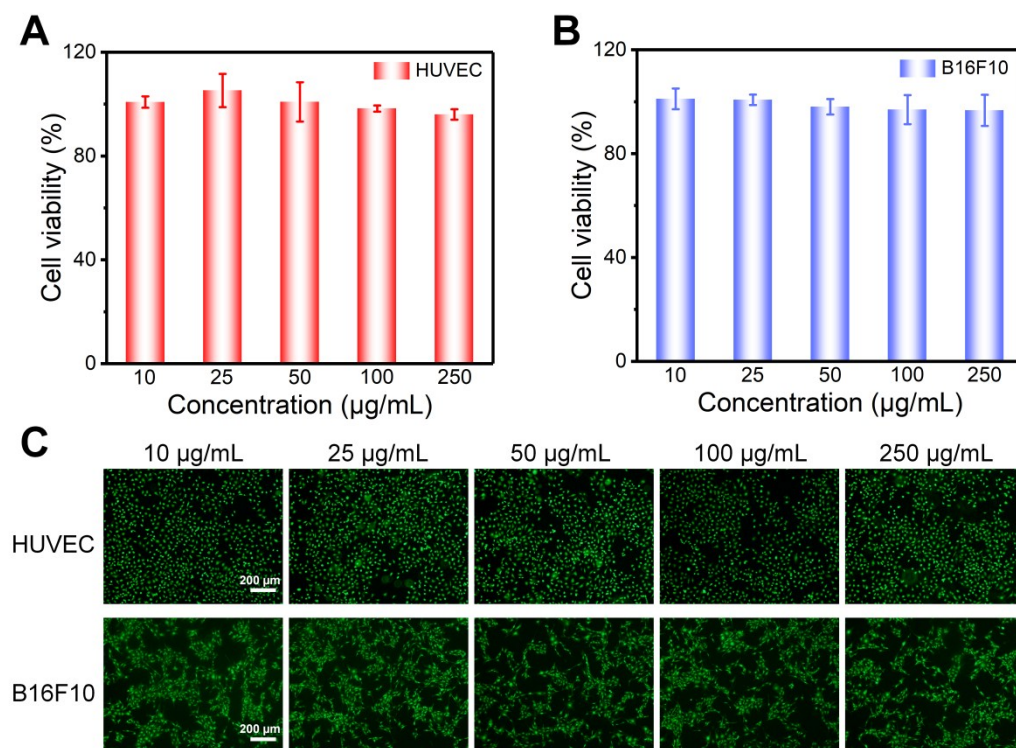 A
120
80
40
0
Cell viability (%)
HUVEC
10 25 50 100 250
Concentration (µg/mL)
B
120
80
40
0
Cell viability (%)
B16F10
10 25 50 100 250
Concentration (µg/mL)
C
10 µg/mL 25 µg/mL 50 µg/mL 100 µg/mL 250 µg/mL
HUVEC
200 µm
B16F10
200 µm